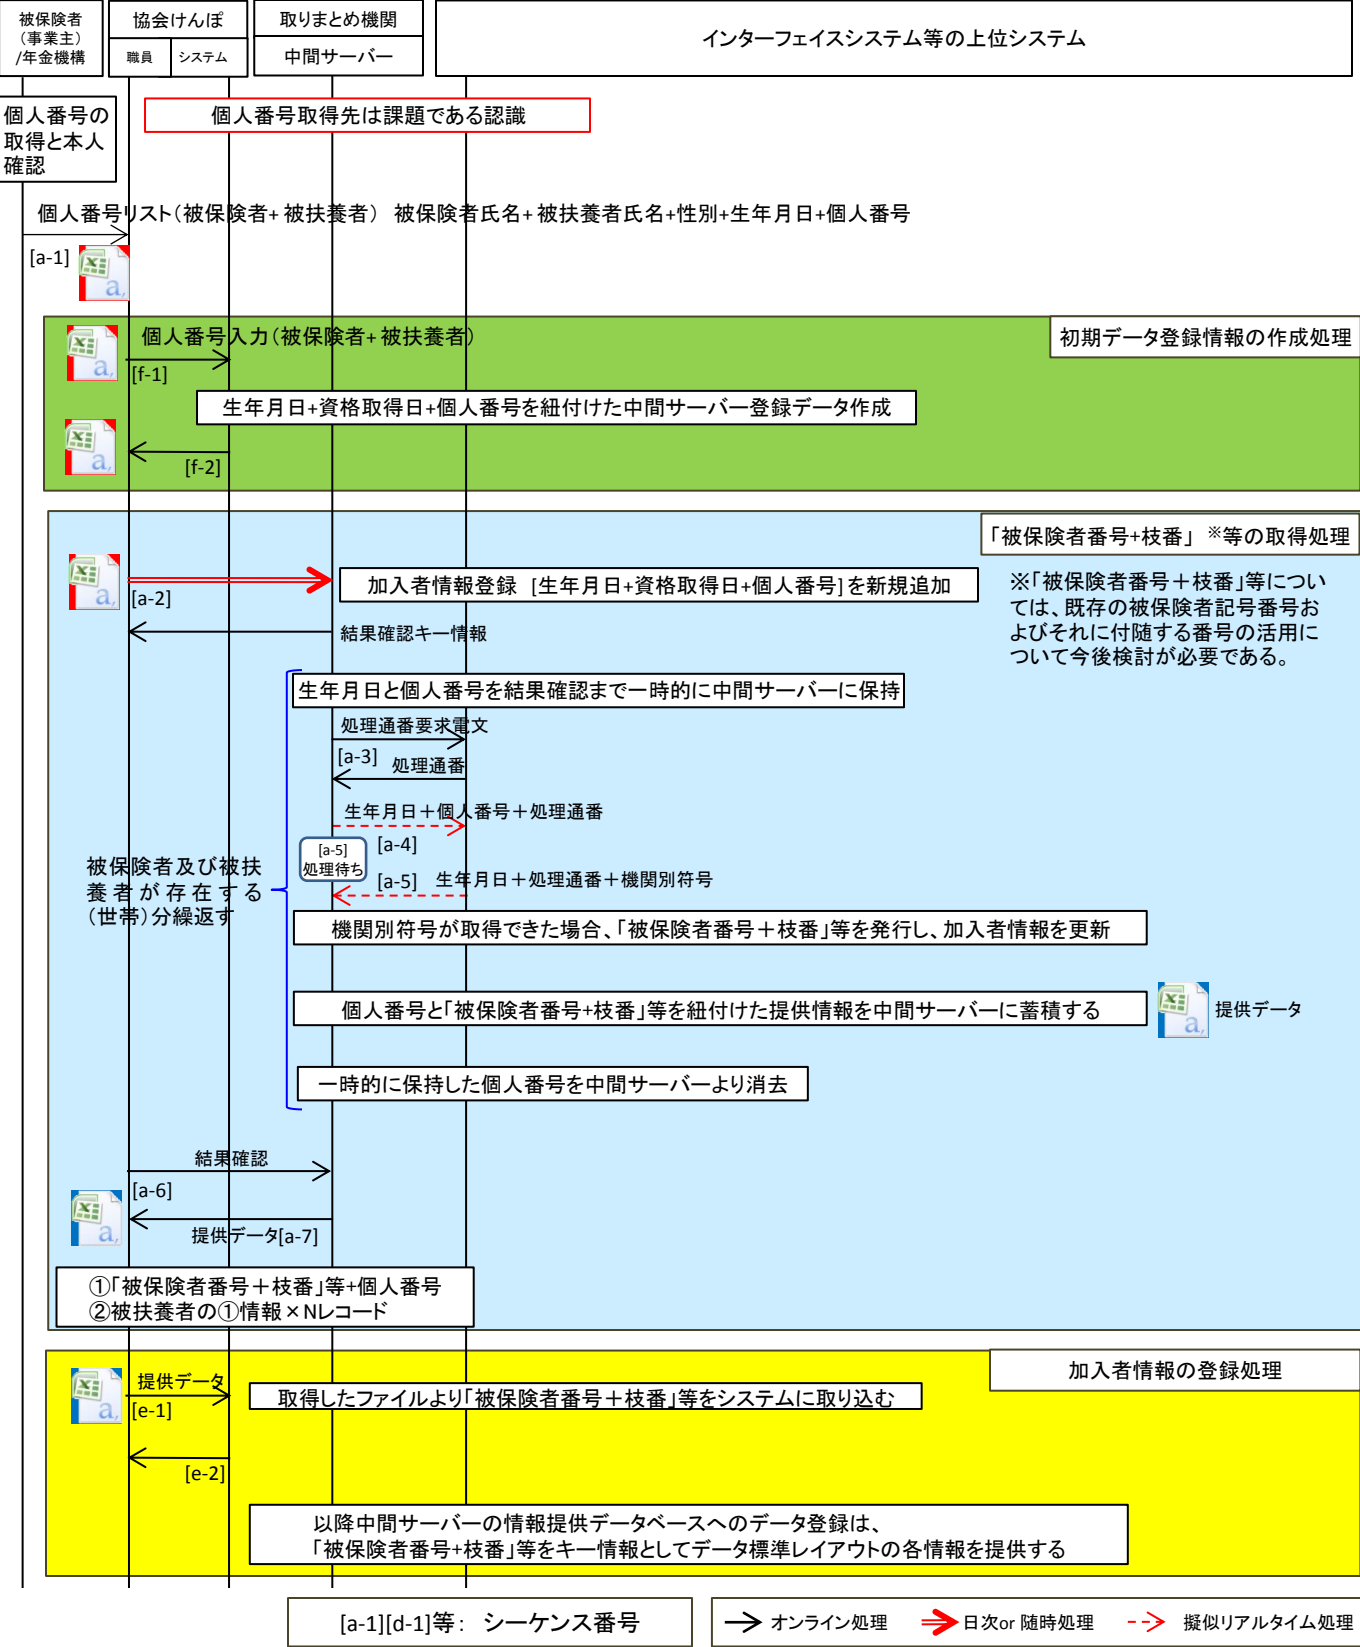 被保険者
（事業主）
/年金機構
協会けんぽ
職員
システム
取りまとめ機関
中間サーバー
インターフェイスシステム等の上位システム
個人番号の
取得と本人
確認
個人番号取得先は課題である認識
個人番号リスト（被保険者+被扶養者） 被保険者氏名+被扶養者氏名+性別+生年月日+個人番号
[a-1]
初期データ登録情報の作成処理
個人番号入力（被保険者+被扶養者）
[f-1]
生年月日+資格取得日+個人番号を紐付けた中間サーバー登録データ作成
[f-2]
「被保険者番号+枝番」※等の取得処理
[a-2]
加入者情報登録 [生年月日+資格取得日+個人番号]を新規追加
※「被保険者番号＋枝番」等につい
ては、既存の被保険者記号番号お
よびそれに付随する番号の活用に
ついて今後検討が必要である。
結果確認キー情報
生年月日と個人番号を結果確認まで一時的に中間サーバーに保持
処理通番要求電文
[a-3]
処理通番
生年月日＋個人番号＋処理通番
[a-4]
[a-5]
処理待ち
[a-5]
生年月日＋処理通番＋機関別符号
被保険者及び被扶
養者が存在する
（世帯）分繰返す
機関別符号が取得できた場合、「被保険者番号＋枝番」等を発行し、加入者情報を更新
個人番号と「被保険者番号+枝番」等を紐付けた提供情報を中間サーバーに蓄積する
提供データ
一時的に保持した個人番号を中間サーバーより消去
結果確認
[a-6]
提供データ[a-7]
①「被保険者番号＋枝番」等+個人番号
②被扶養者の①情報×Nレコード
加入者情報の登録処理
提供データ
[e-1]
取得したファイルより「被保険者番号＋枝番」等をシステムに取り込む
[e-2]
以降中間サーバーの情報提供データベースへのデータ登録は、
「被保険者番号+枝番」等をキー情報としてデータ標準レイアウトの各情報を提供する
[a-1][d-1]等： シーケンス番号
オンライン処理
日次or 随時処理
擬似リアルタイム処理